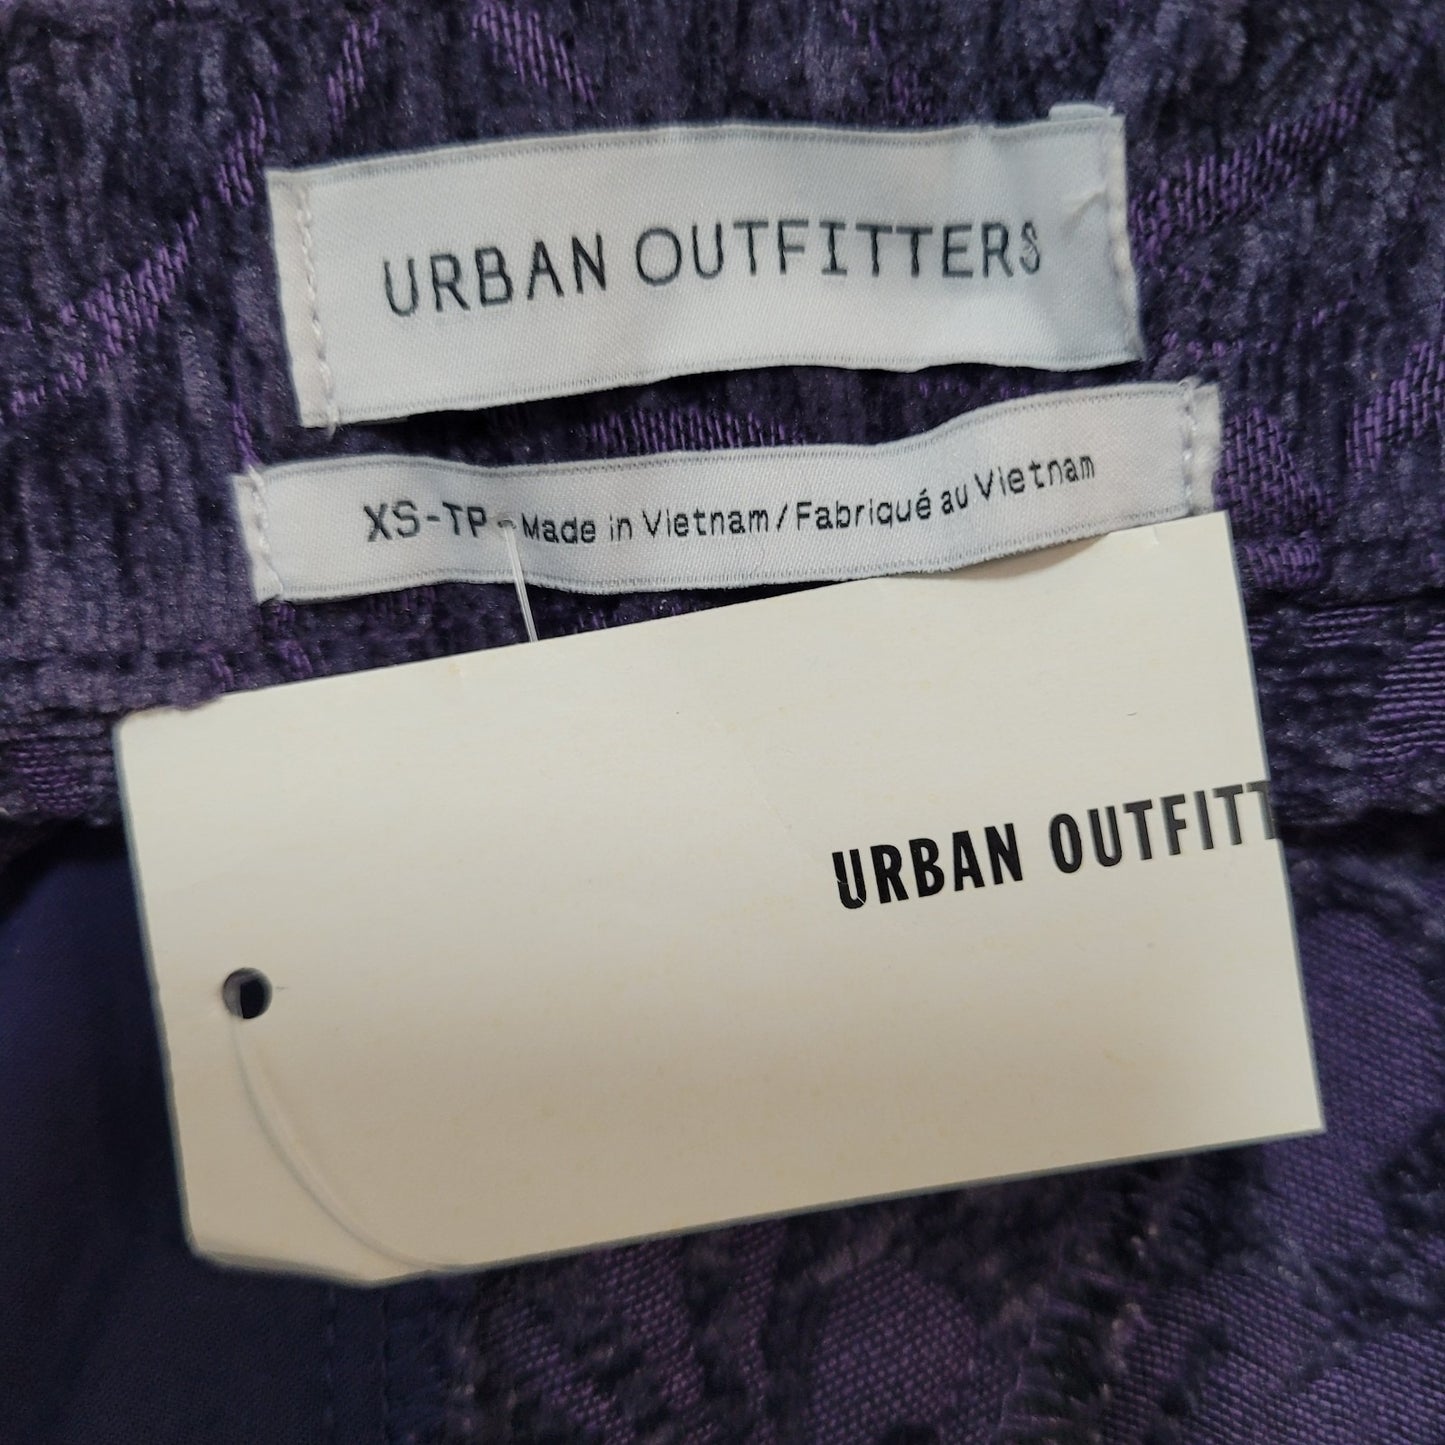 URBAN OUTFITTERS
XS-TP - Made in Vietnam / Fabriqué au Vietnam
URBAN OUTFITT